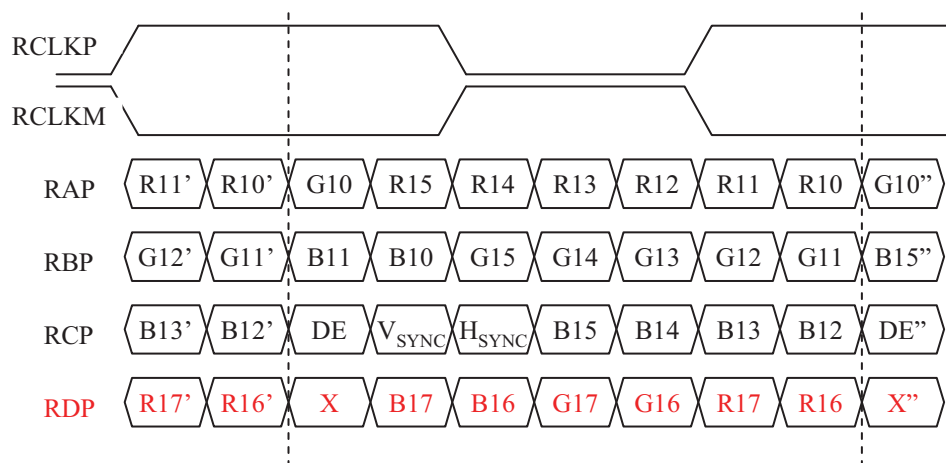 RCLKP
RCLKM
RAP R11’ R10’ G10 R15 R14 R13 R12 R11 R10 G10”
RBP G12’ G11’ B11 B10 G15 G14 G13 G12 G11 B15”
RCP B13’ B12’ DE VSYNC HSYNC B15 B14 B13 B12 DE”
RDP R17’ R16’ X B17 B16 G17 G16 R17 R16 X”